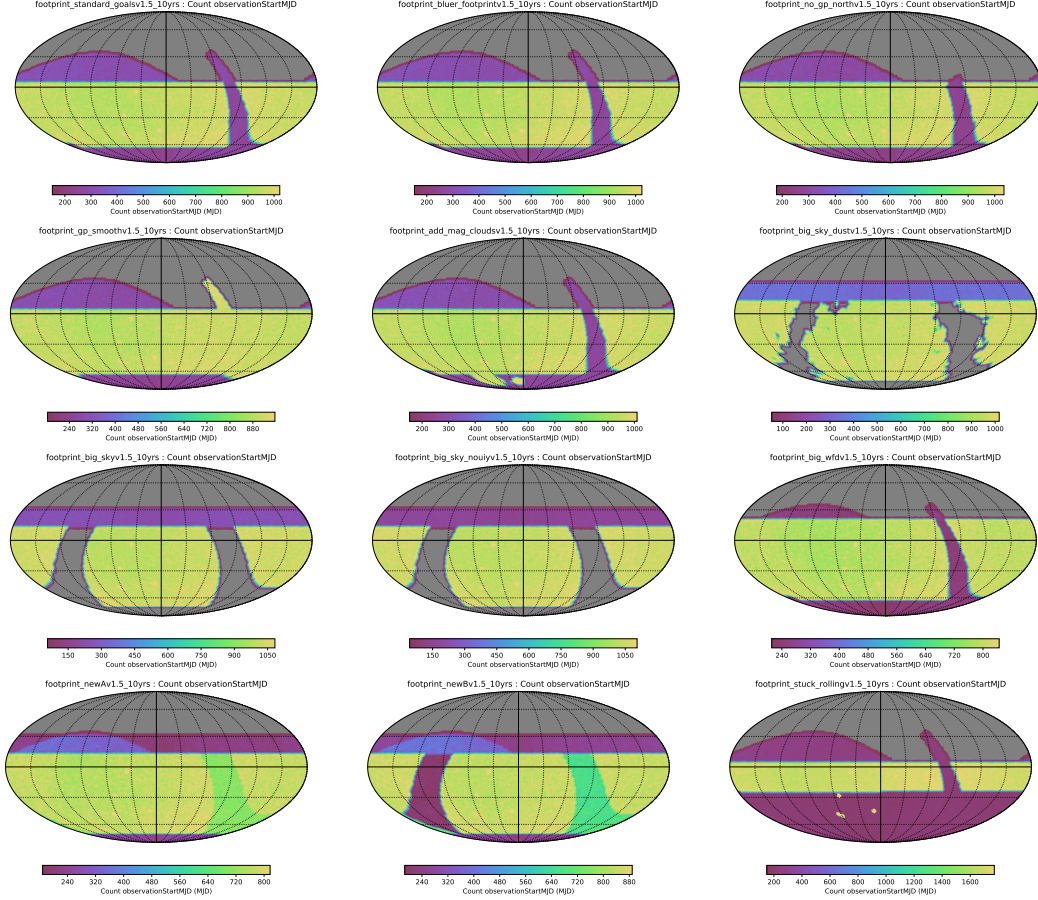 footprint_standard_goalsv1.5_10yrs : Count observationStartMJD
200 300 400 500 600 700 800 900 1000
Count observationStartMJD (MJD)
footprint_bluer_footprintv1.5_10yrs : Count observationStartMJD
200 300 400 500 600 700 800 900 1000
Count observationStartMJD (MJD)
footprint_no_gp_northv1.5_10yrs : Count observationStartMJD
200 300 400 500 600 700 800 900 1000
Count observationStartMJD (MJD)
footprint_gp_smoothv1.5_10yrs : Count observationStartMJD
240 320 400 480 560 640 720 800 880
Count observationStartMJD (MJD)
footprint_add_mag_cloudsv1.5_10yrs : Count observationStartMJD
200 300 400 500 600 700 800 900 1000
Count observationStartMJD (MJD)
footprint_big_sky_dustv1.5_10yrs : Count observationStartMJD
100 200 300 400 500 600 700 800 900 1000
Count observationStartMJD (MJD)
footprint_big_skyv1.5_10yrs : Count observationStartMJD
150 300 450 600 750 900 1050
Count observationStartMJD (MJD)
footprint_big_sky_nouiyv1.5_10yrs : Count observationStartMJD
150 300 450 600 750 900 1050
Count observationStartMJD (MJD)
footprint_big_wfdv1.5_10yrs : Count observationStartMJD
240 320 400 480 560 640 720 800
Count observationStartMJD (MJD)
footprint_newAv1.5_10yrs : Count observationStartMJD
240 320 400 480 560 640 720 800
Count observationStartMJD (MJD)
footprint_newBv1.5_10yrs : Count observationStartMJD
240 320 400 480 560 640 720 800 880
Count observationStartMJD (MJD)
footprint_stuck_rollingv1.5_10yrs : Count observationStartMJD
200 400 600 800 1000 1200 1400 1600
Count observationStartMJD (MJD)